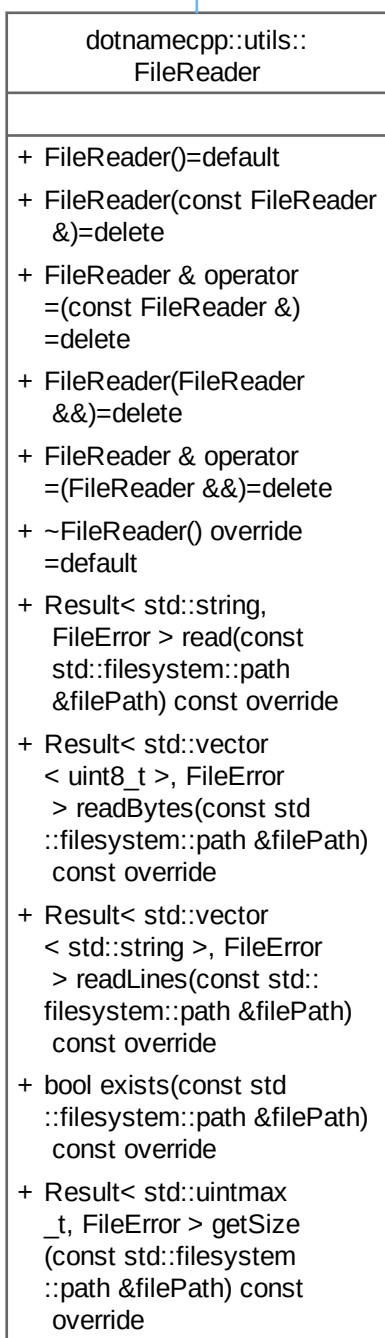 dotnamecpp::utils::
FileReader
+ FileReader()=default
+ FileReader(const FileReader
&)=delete
+ FileReader & operator
=(const FileReader &)
=delete
+ FileReader(FileReader
&&)=delete
+ FileReader & operator
=(FileReader &&)=delete
+ ~FileReader() override
=default
+ Result< std::string,
FileError > read(const
std::filesystem::path
&filePath) const override
+ Result< std::vector
< uint8_t >, FileError
> readBytes(const std
::filesystem::path &filePath)
const override
+ Result< std::vector
< std::string >, FileError
> readLines(const std::
filesystem::path &filePath)
const override
+ bool exists(const std
::filesystem::path &filePath)
const override
+ Result< std::uintmax
_t, FileError > getSize
(const std::filesystem
::path &filePath) const
override